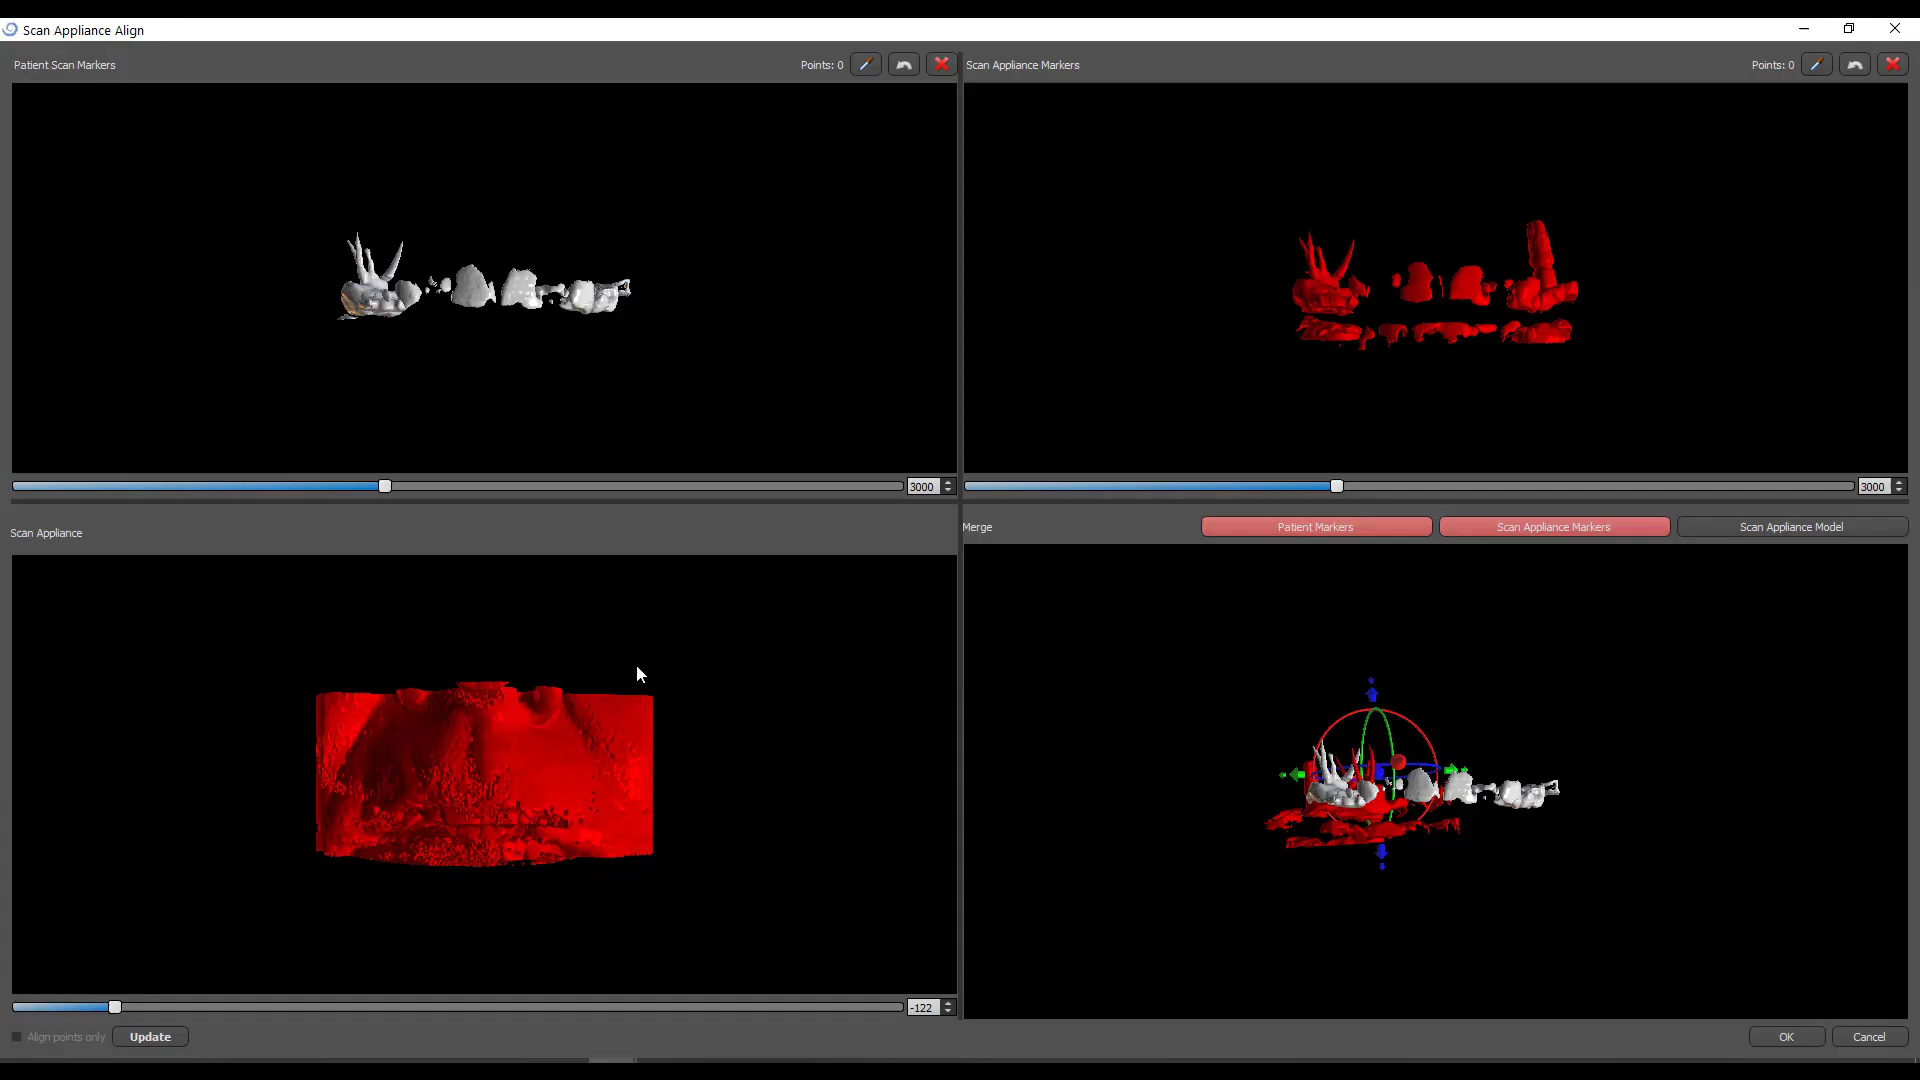 Scan Appliance Align
Patient Scan Markers
Points: 0
Scan Appliance Markers
Points: 0
3000
3000
Scan Appliance
Merge
Patient Markers
Scan Appliance Markers
Scan Appliance Model
-122
Align points only
Update
OK
Cancel